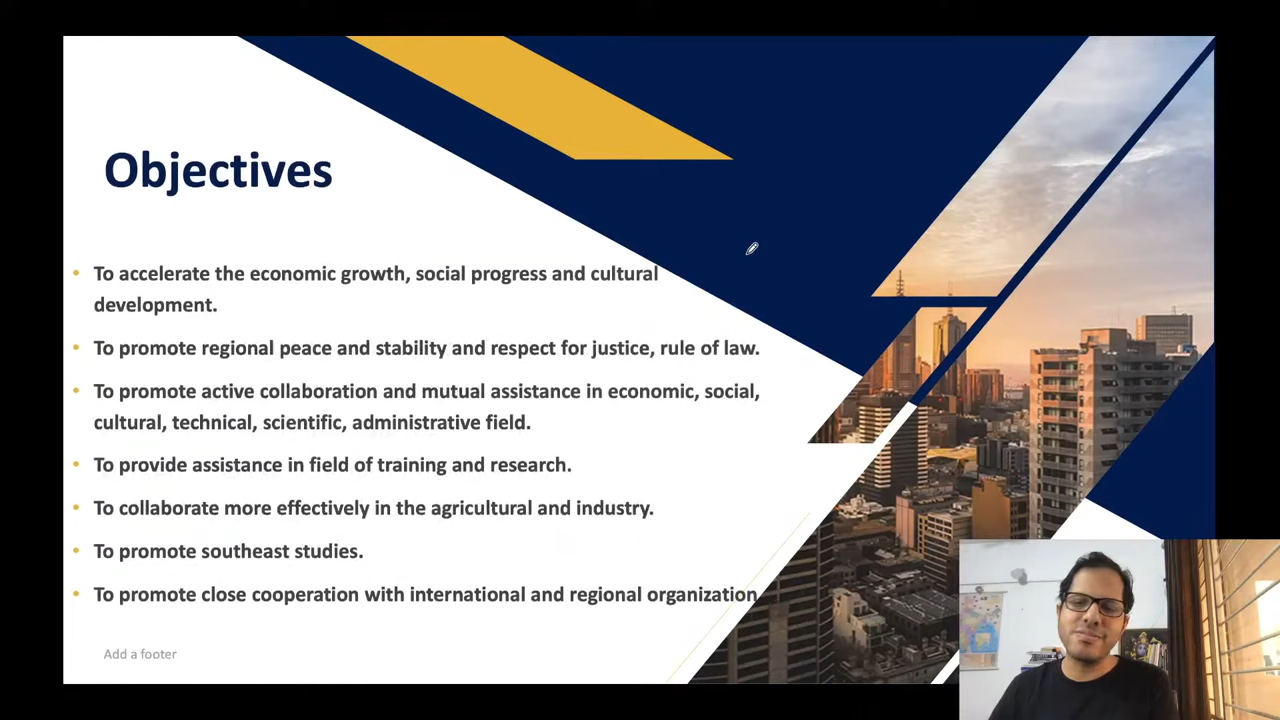 Objectives
To accelerate the economic growth, social progress and cultural
development.
To promote regional peace and stability and respect for justice, rule of law.
To promote active collaboration and mutual assistance in economic, social,
cultural, technical, scientific, administrative field.
To provide assistance in field of training and research.
To collaborate more effectively in the agricultural and industry.
To promote southeast studies.
To promote close cooperation with international and regional organization
Add a footer